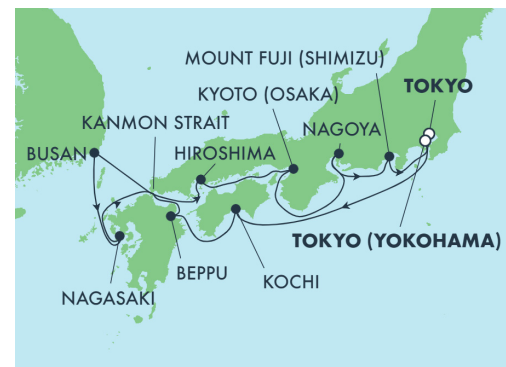 MOUNT FUJI (SHIMIZU)
TOKYO
KYOTO (OSAKA)
KANMON STRAIT
NAGOYA
BUSAN
HIROSHIMA
TOKYO (YOKOHAMA)
BEPPU
KOCHI
NAGASAKI